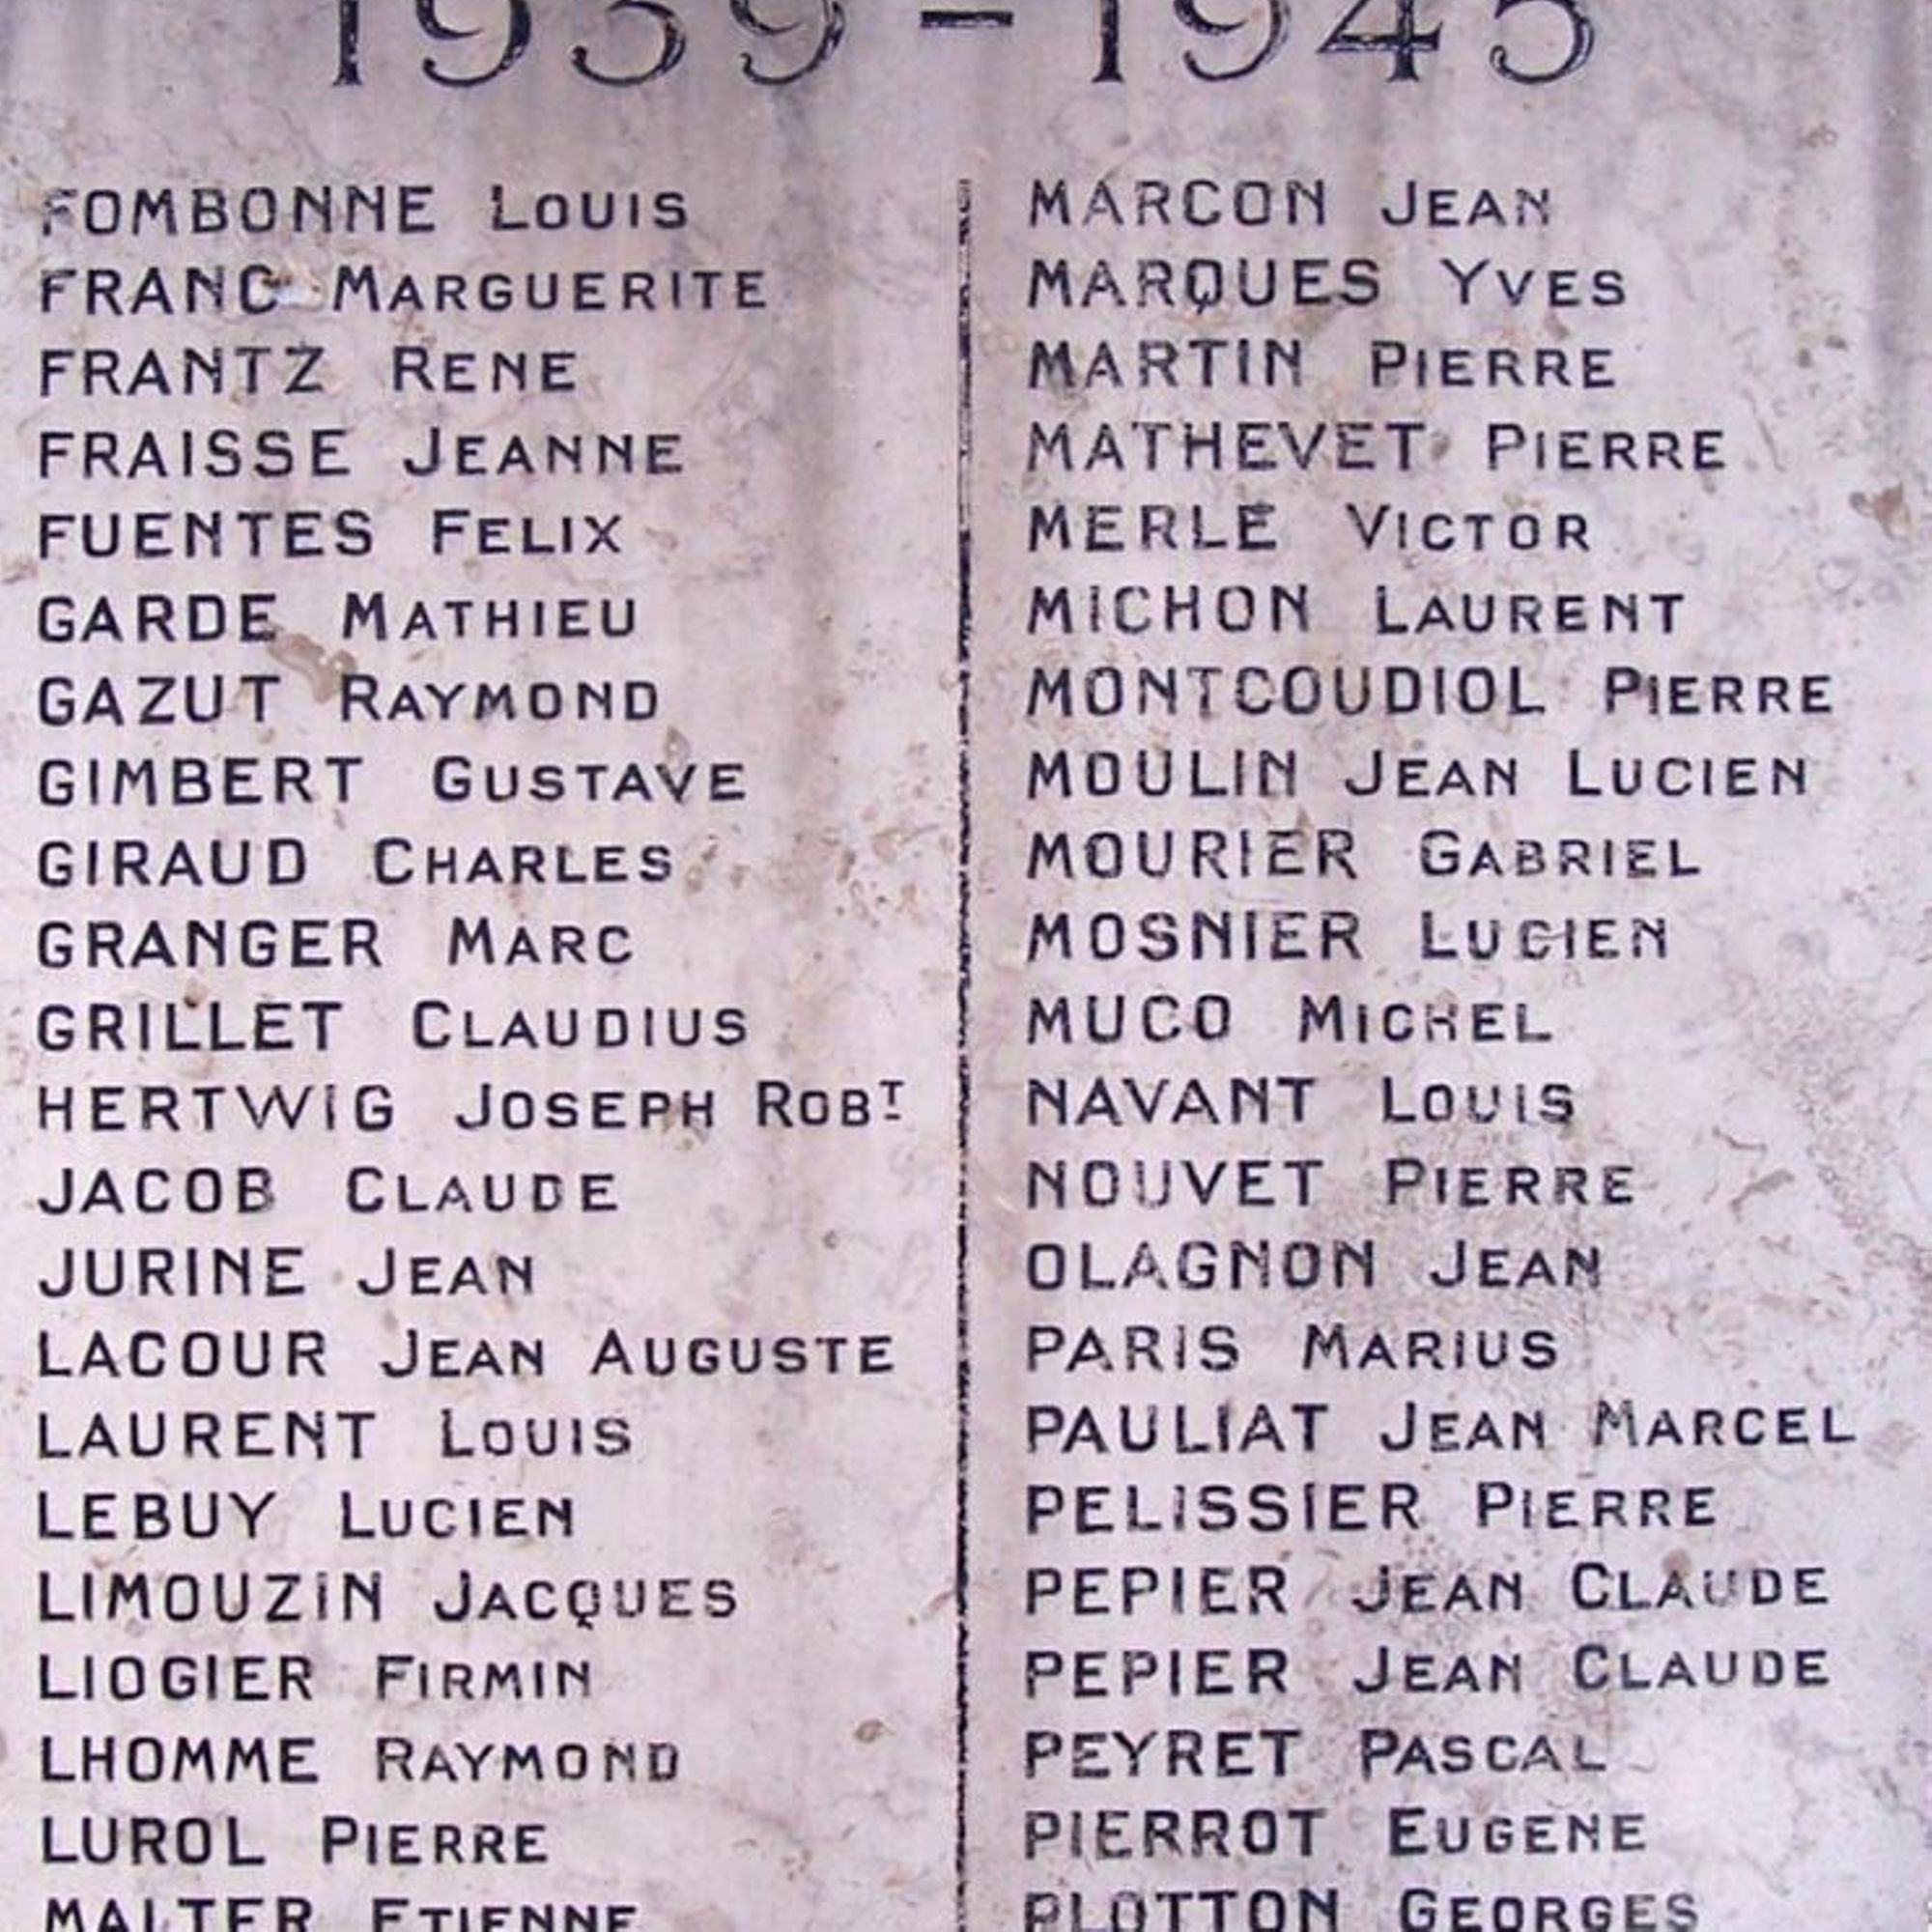 1939-1945
FOMBONNE LOUIS
FRANC MARGUERITE
FRANTZ RENE
FRAISSE JEANNE
FUENTES FELIX
GARDE MATHIEU
GAZUT RAYMOND
GIMBERT GUSTAVE
GIRAUD CHARLES
GRANGER MARC
GRILLET CLAUDIUS
HERTWIG JOSEPH ROBT
JACOB CLAUDE
JURINE JEAN
LACOUR JEAN AUGUSTE
LAURENT LOUIS
LEBUY LUCIEN
LIMOUZIN JACQUES
LIOGIER FIRMIN
LHOMME RAYMOND
LUROL PIERRE
MALTER ETIENNE
MARCON JEAN
MARQUES YVES
MARTIN PIERRE
MATHEVET PIERRE
MERLE VICTOR
MICHON LAURENT
MONTCOUDIOL PIERRE
MOULIN JEAN LUCIEN
MOURIER GABRIEL
MOSNIER LUCIEN
MUCO MICHEL
NAVANT LOUIS
NOUVET PIERRE
OLAGNON JEAN
PARIS MARIUS
PAULIAT JEAN MARCEL
PELISSIER PIERRE
PEPIER JEAN CLAUDE
PEPIER JEAN CLAUDE
PEYRET PASCAL
PIERROT EUGENE
PLOTTON GEORGES